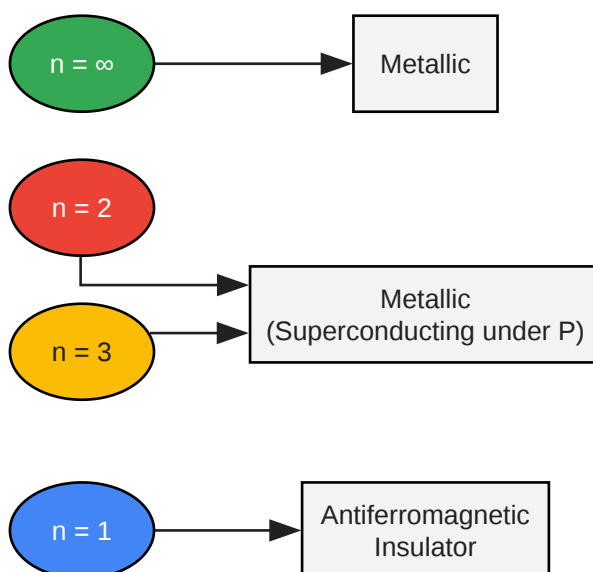 n = ∞
Metallic
n = 2
Metallic
(Superconducting under P)
n = 3
n = 1
Antiferromagnetic
Insulator